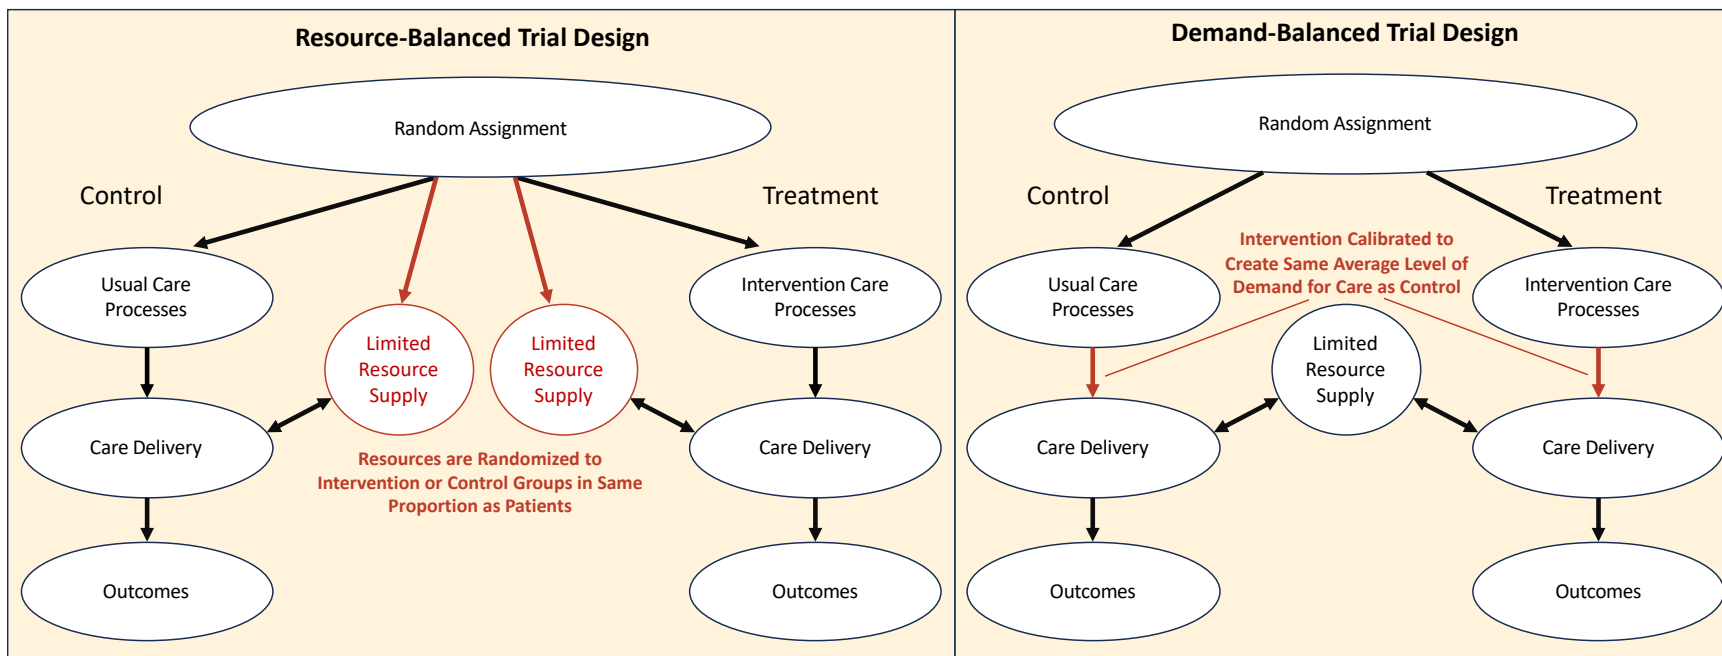 Resource-Balanced Trial Design
Random Assignment
Control
Treatment
Usual Care
Processes
Limited
Resource
Supply
Limited
Resource
Supply
Intervention Care
Processes
Care Delivery
Resources are Randomized to
Intervention or Control Groups in Same
Proportion as Patients
Care Delivery
Outcomes
Outcomes
Demand-Balanced Trial Design
Random Assignment
Control
Treatment
Intervention Calibrated to
Create Same Average Level of
Demand for Care as Control
Usual Care
Processes
Limited
Resource
Supply
Intervention Care
Processes
Care Delivery
Care Delivery
Outcomes
Outcomes